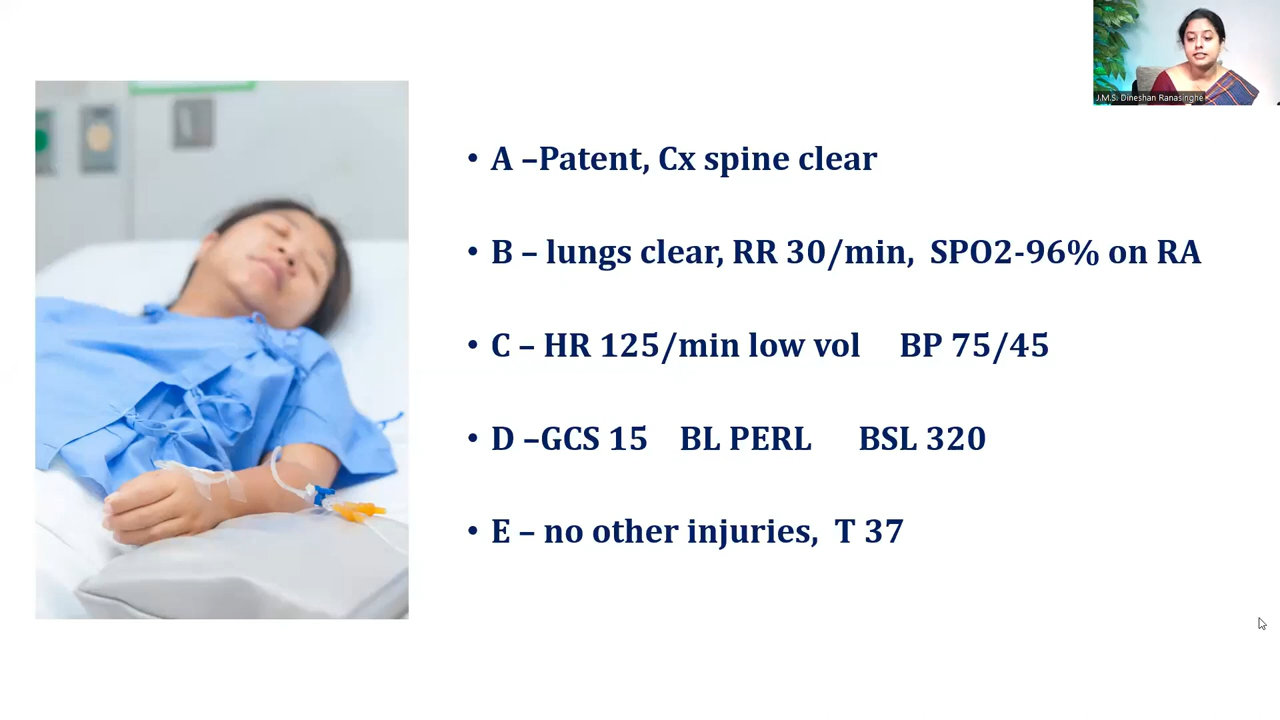 J.M.S. Dineshan Ranasinghe
• A –Patent, Cx spine clear
• B – lungs clear, RR 30/min, SPO2-96% on RA
• C – HR 125/min low vol BP 75/45
• D –GCS 15 BL PERL BSL 320
• E – no other injuries, T 37